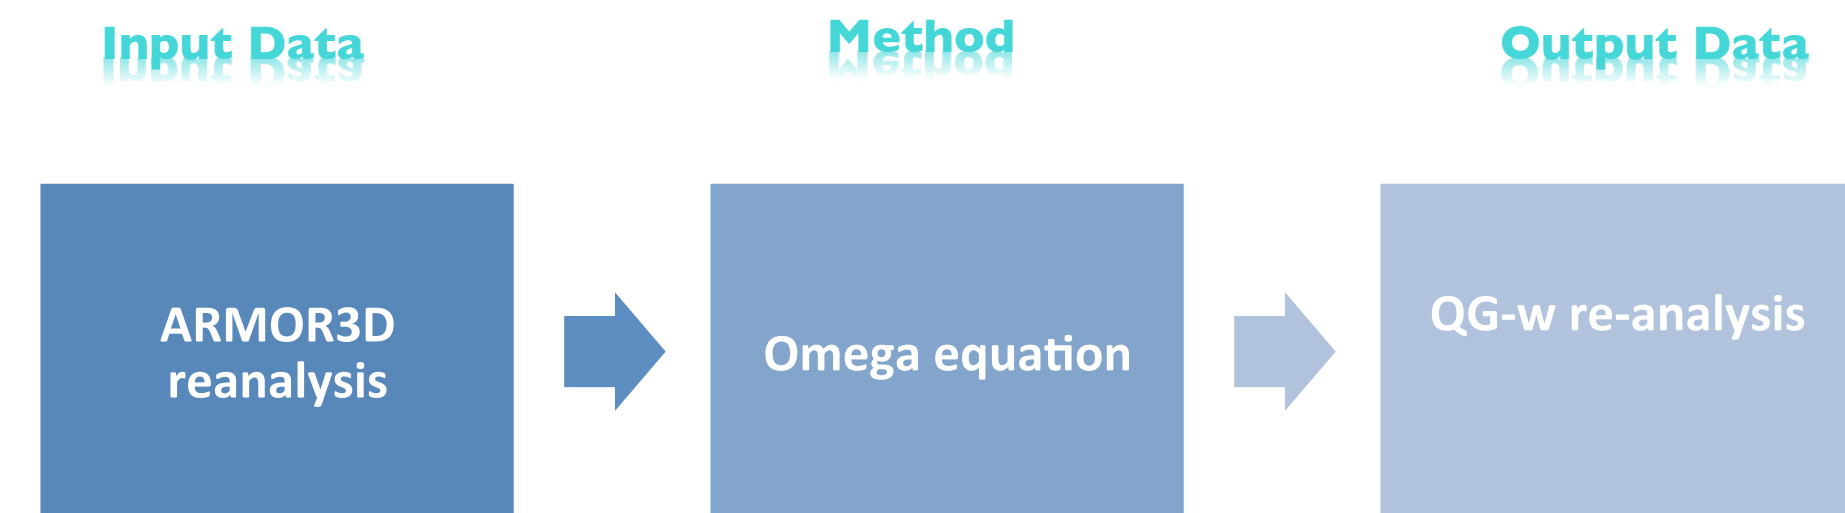 Input Data
Method
Output Data
ARMOR3D
reanalysis
Omega equation
QG-w re-analysis